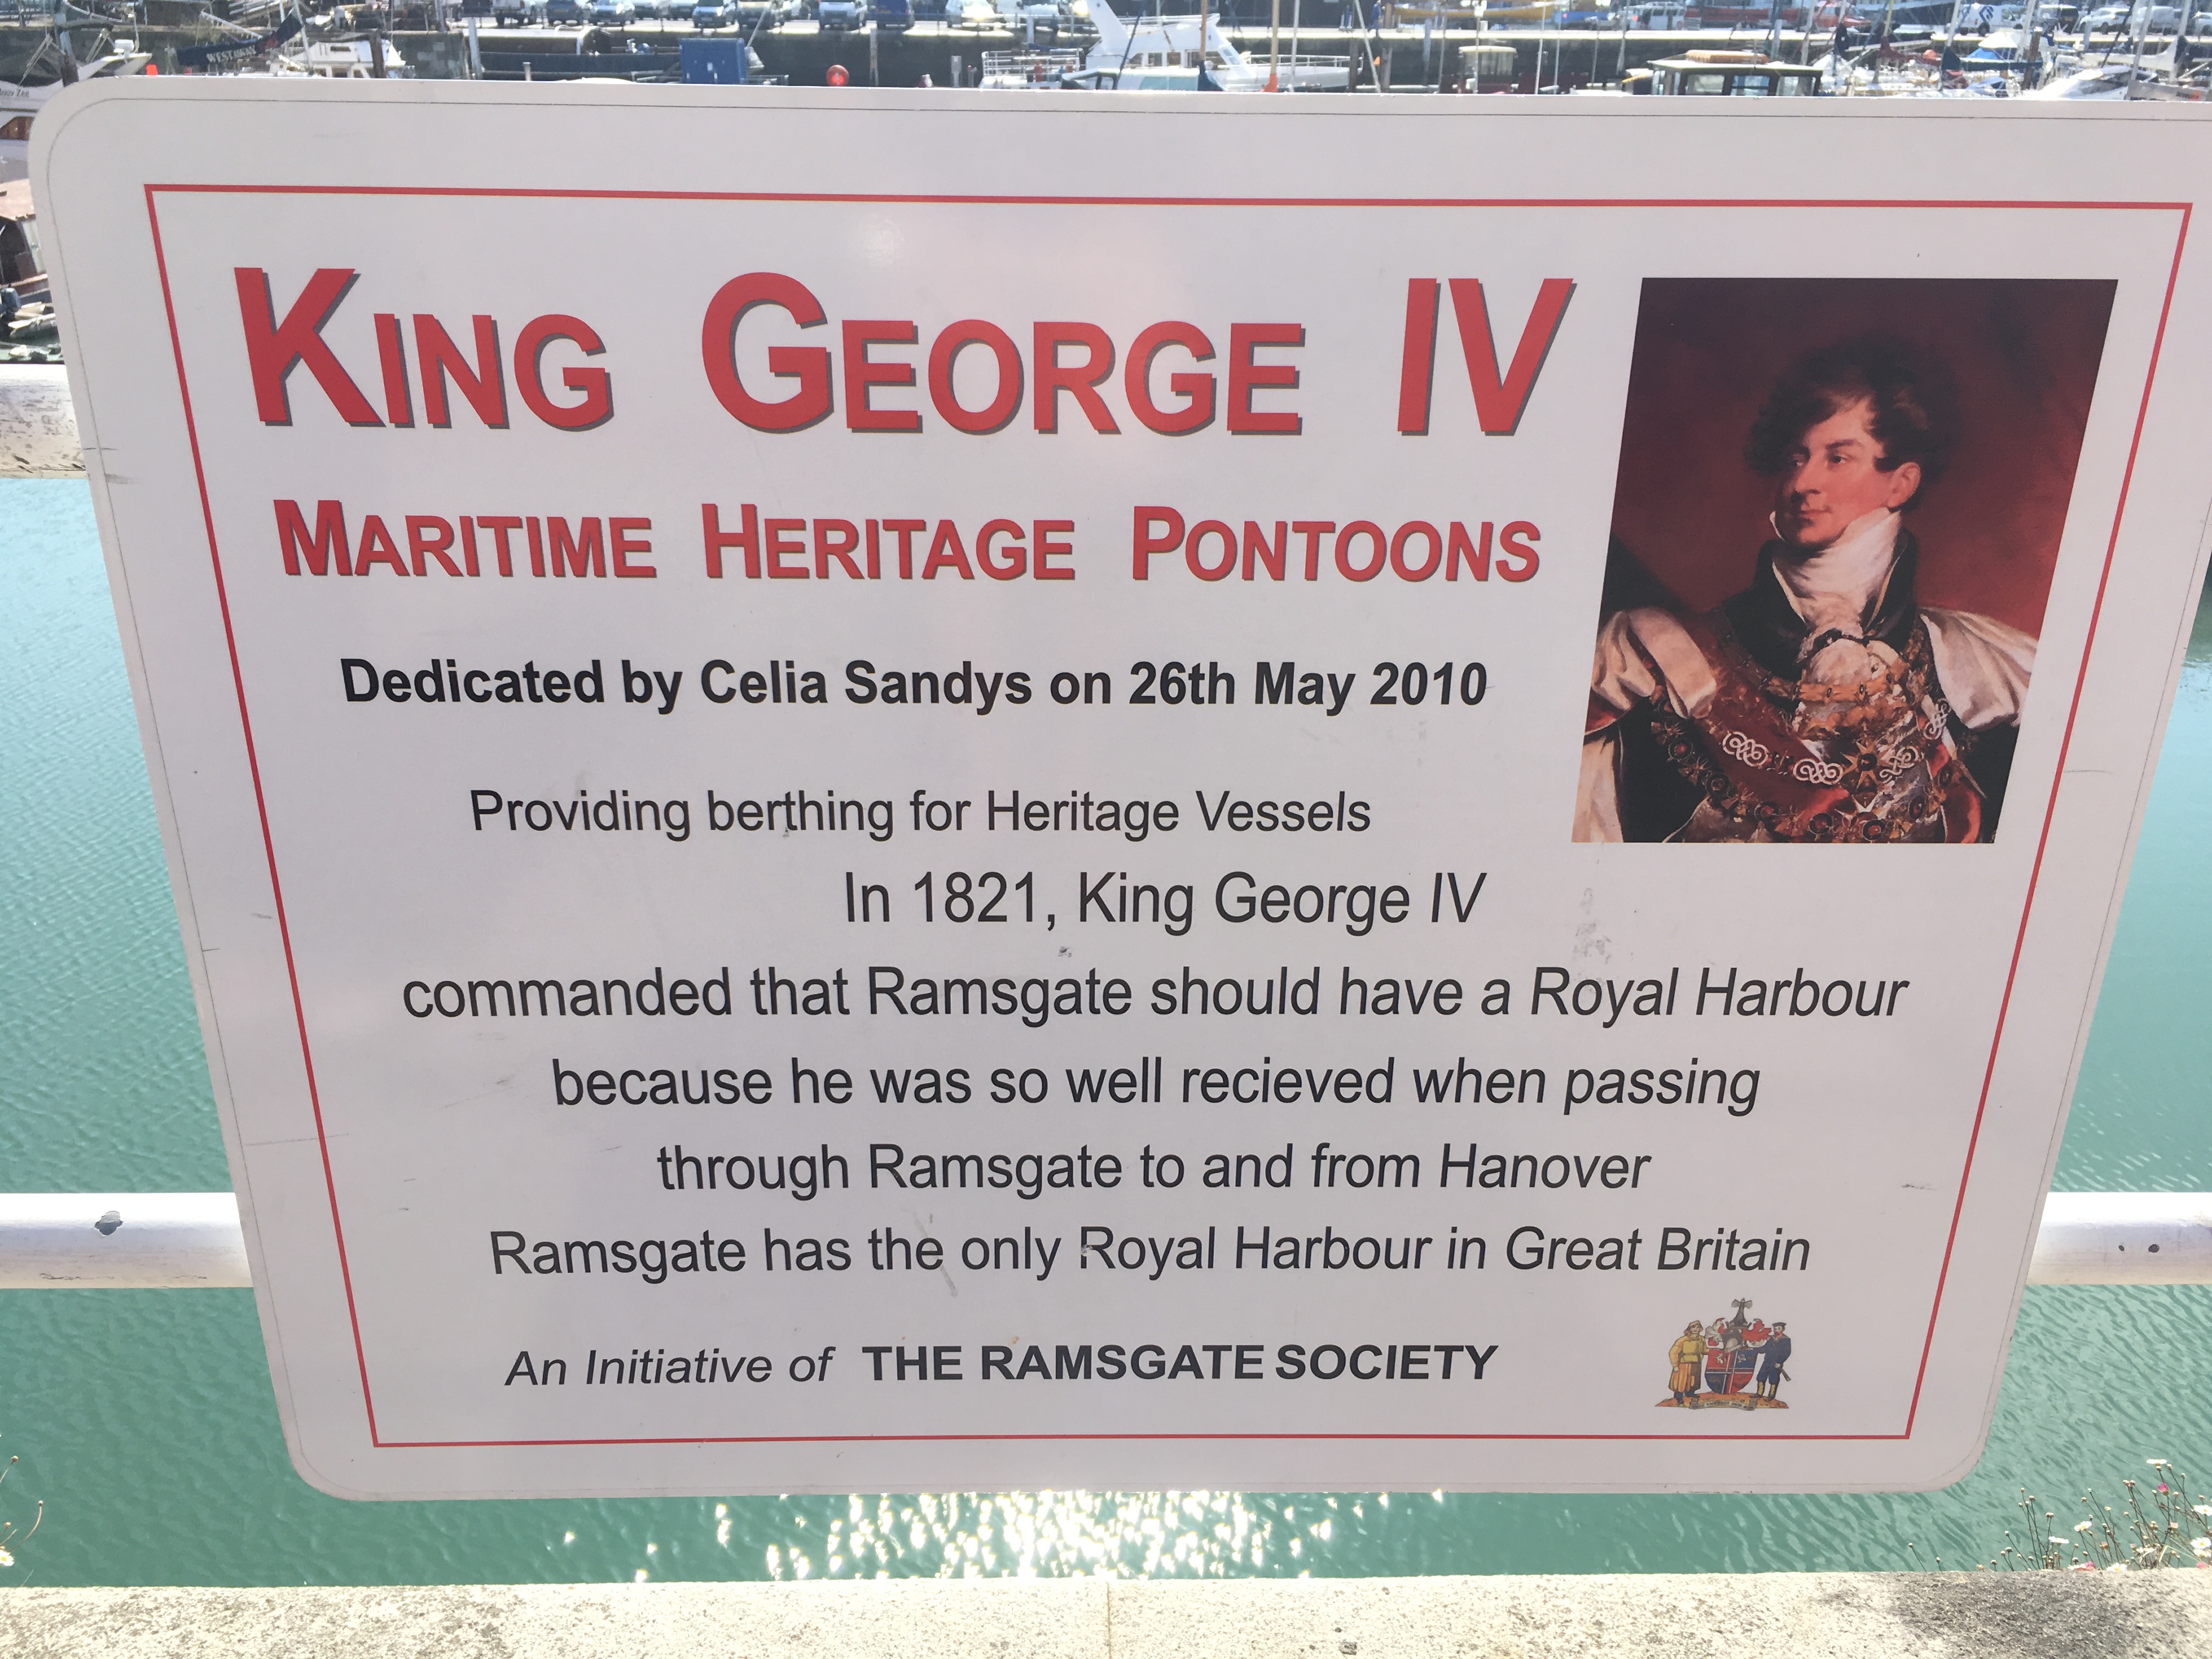 WESTERLY
KING GEORGE IV
MARITIME HERITAGE PONTOONS
Dedicated by Celia Sandys on 26th May 2010
Providing berthing for Heritage Vessels
In 1821, King George IV
commanded that Ramsgate should have a Royal Harbour
because he was so well recieved when passing
through Ramsgate to and from Hanover
Ramsgate has the only Royal Harbour in Great Britain
An Initiative of THE RAMSGATE SOCIETY